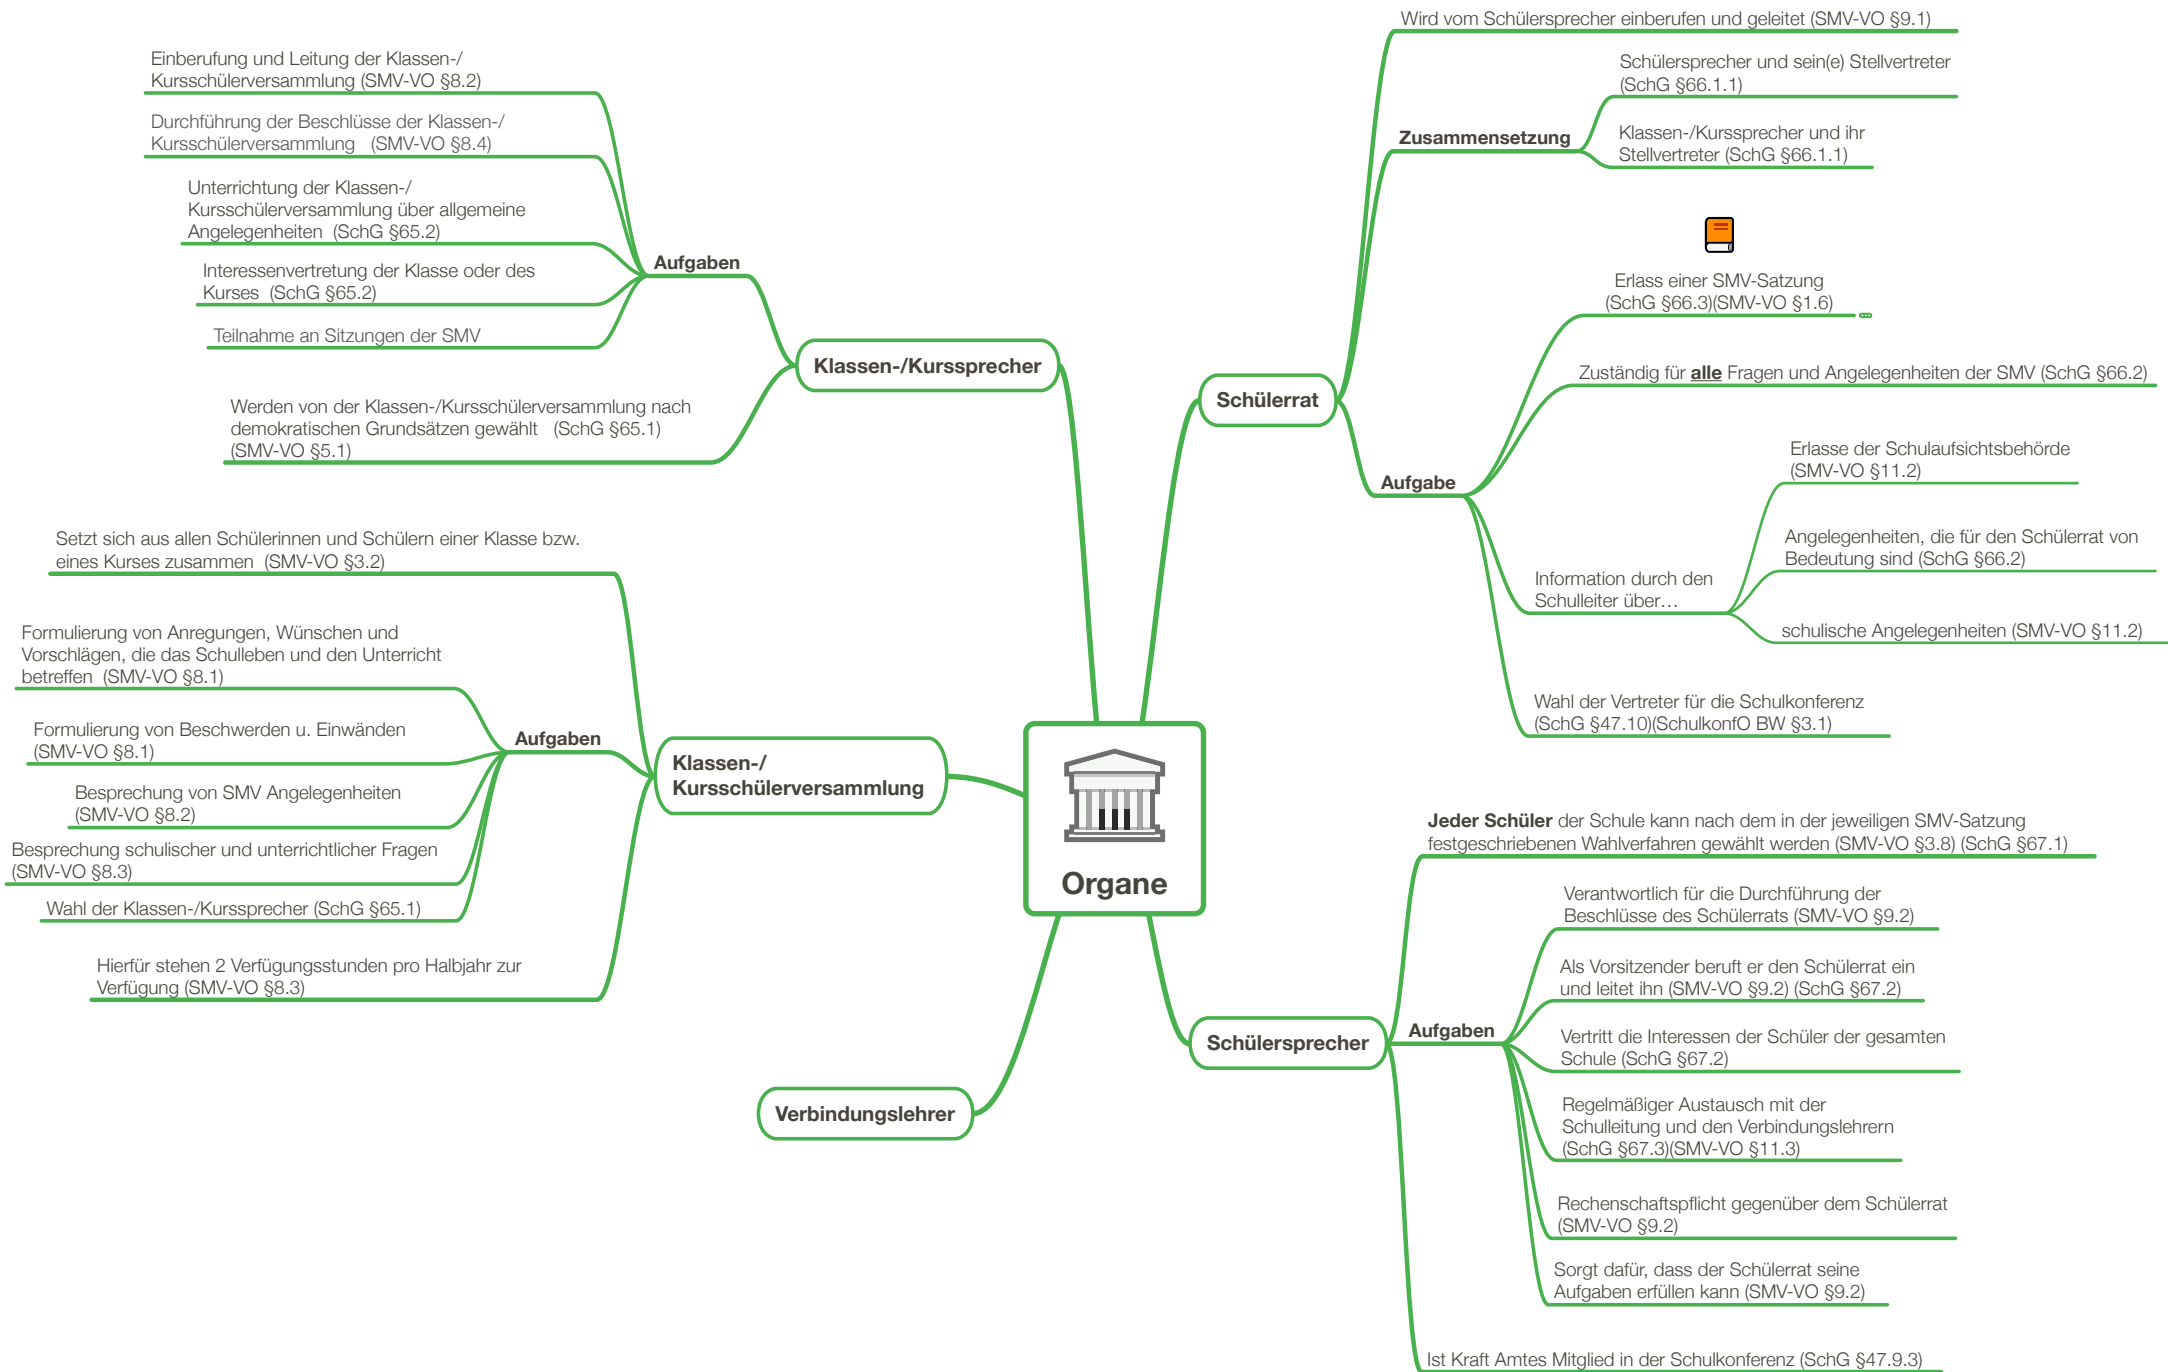 Einberufung und Leitung der Klassen-/
Kursschülerversammlung (SMV-VO §8.2)
Durchführung der Beschlüsse der Klassen-/
Kursschülerversammlung (SMV-VO §8.4)
Unterrichtung der Klassen-/
Kursschülerversammlung über allgemeine
Angelegenheiten (SchG §65.2)
Interessenvertretung der Klasse oder des
Kurses (SchG §65.2)
Teilnahme an Sitzungen der SMV
Aufgaben
Klassen-/Kurssprecher
Werden von der Klassen-/Kursschülerversammlung nach
demokratischen Grundsätzen gewählt (SchG §65.1)
(SMV-VO §5.1)
Setzt sich aus allen Schülerinnen und Schülern einer Klasse bzw.
eines Kurses zusammen (SMV-VO §3.2)
Formulierung von Anregungen, Wünschen und
Vorschlägen, die das Schulleben und den Unterricht
betreffen (SMV-VO §8.1)
Formulierung von Beschwerden u. Einwänden
(SMV-VO §8.1)
Besprechung von SMV Angelegenheiten
(SMV-VO §8.2)
Besprechung schulischer und unterrichtlicher Fragen
(SMV-VO §8.3)
Wahl der Klassen-/Kurssprecher (SchG §65.1)
Aufgaben
Klassen-/
Kursschülerversammlung
Hierfür stehen 2 Verfügungsstunden pro Halbjahr zur
Verfügung (SMV-VO §8.3)
Verbindungslehrer
Organe
Wird vom Schülersprecher einberufen und geleitet (SMV-VO §9.1)
Zusammensetzung
Schülersprecher und sein(e) Stellvertreter
(SchG §66.1.1)
Klassen-/Kurssprecher und ihr
Stellvertreter (SchG §66.1.1)
Schülerrat
Aufgabe
Erlass einer SMV-Satzung
(SchG §66.3)(SMV-VO §1.6)
Zuständig für alle Fragen und Angelegenheiten der SMV (SchG §66.2)
Information durch den
Schulleiter über…
Erlasse der Schulaufsichtsbehörde
(SMV-VO §11.2)
Angelegenheiten, die für den Schülerrat von
Bedeutung sind (SchG §66.2)
schulische Angelegenheiten (SMV-VO §11.2)
Wahl der Vertreter für die Schulkonferenz
(SchG §47.10)(SchulkonfO BW §3.1)
Jeder Schüler der Schule kann nach dem in der jeweiligen SMV-Satzung
festgeschriebenen Wahlverfahren gewählt werden (SMV-VO §3.8) (SchG §67.1)
Schülersprecher
Aufgaben
Verantwortlich für die Durchführung der
Beschlüsse des Schülerrats (SMV-VO §9.2)
Als Vorsitzender beruft er den Schülerrat ein
und leitet ihn (SMV-VO §9.2) (SchG §67.2)
Vertritt die Interessen der Schüler der gesamten
Schule (SchG §67.2)
Regelmäßiger Austausch mit der
Schulleitung und den Verbindungslehrern
(SchG §67.3)(SMV-VO §11.3)
Rechenschaftspflicht gegenüber dem Schülerrat
(SMV-VO §9.2)
Sorgt dafür, dass der Schülerrat seine
Aufgaben erfüllen kann (SMV-VO §9.2)
Ist Kraft Amtes Mitglied in der Schulkonferenz (SchG §47.9.3)